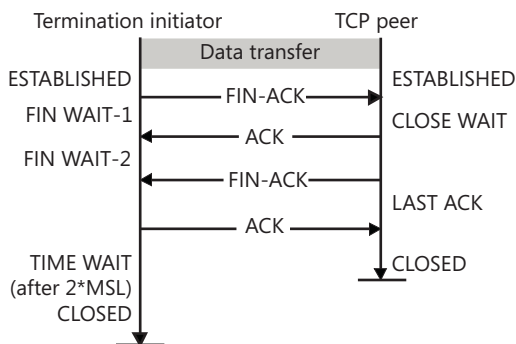 Termination initiator TCP peer
Data transfer
ESTABLISHED ESTABLISHED
FIN-ACK
FIN WAIT-1 CLOSE WAIT
ACK
FIN WAIT-2
FIN-ACK
LAST ACK
ACK
TIME WAIT CLOSED
(after 2*MSL)
CLOSED